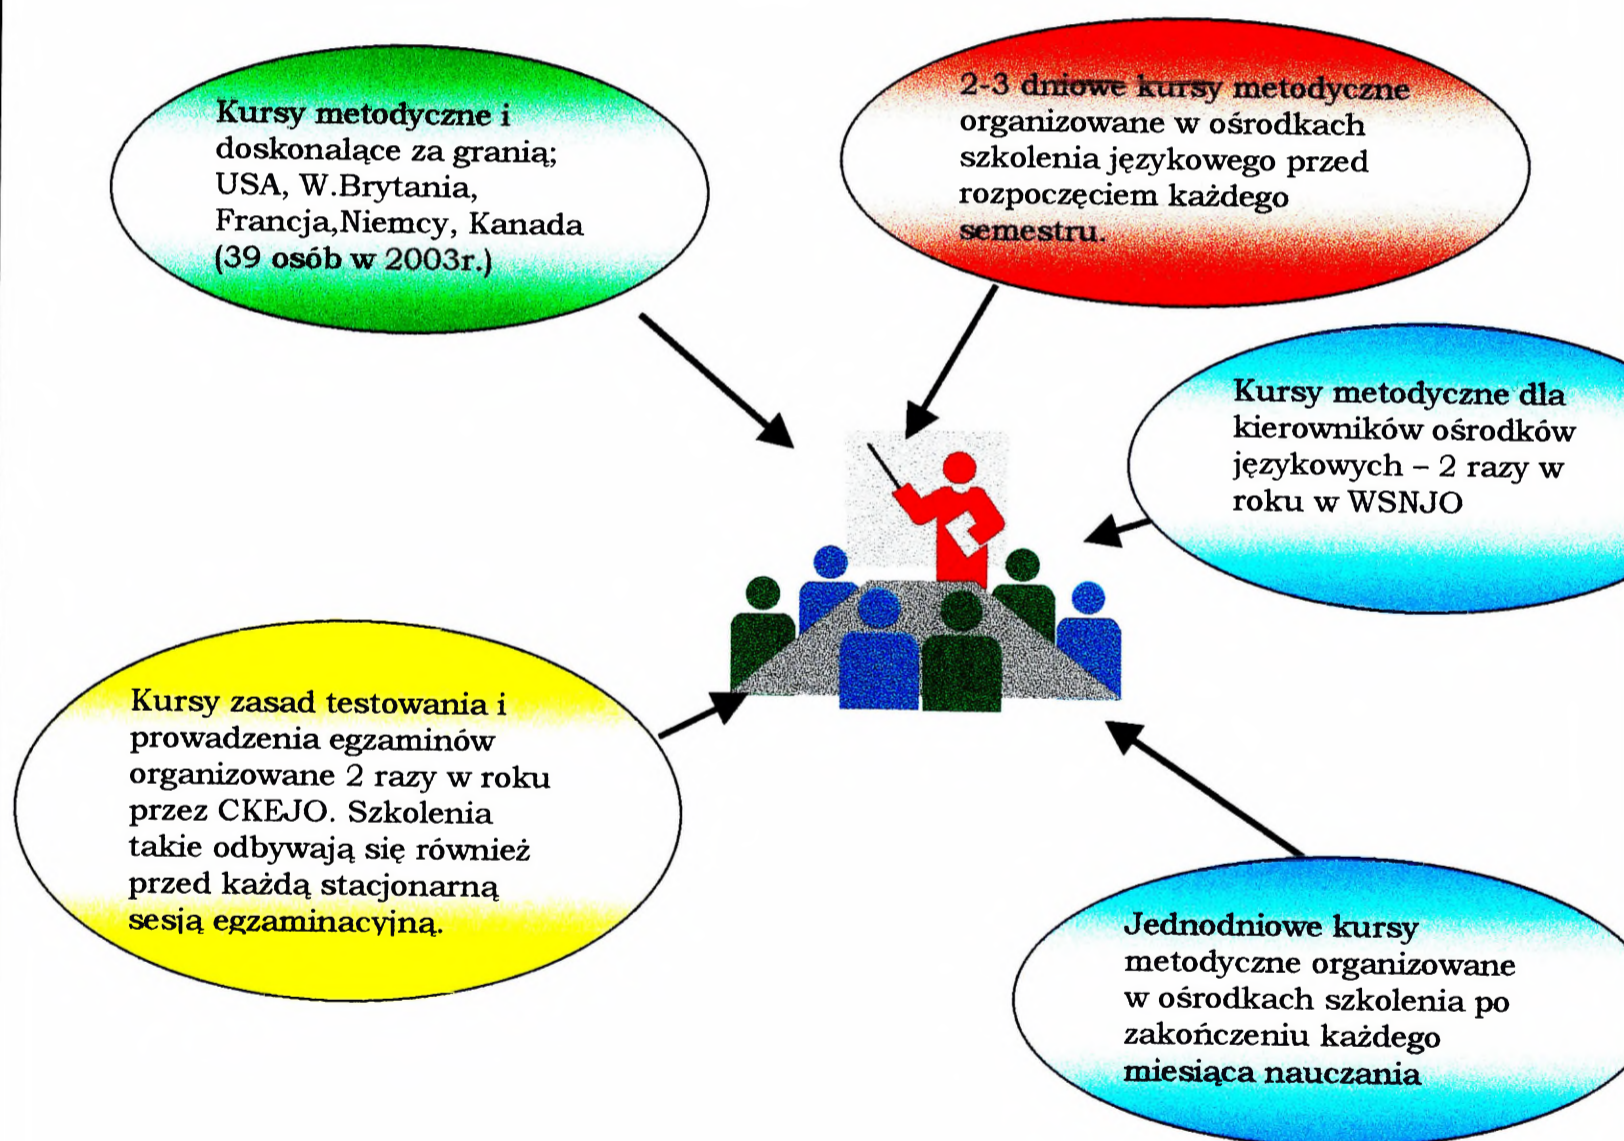 Kursy metodyczne i
doskonalące za granią;
USA, W.Brytania,
Francja,Niemcy, Kanada
(39 osób w 2003r.)
2-3 dniowe kursy metodyczne
organizowane w ośrodkach
szkolenia językowego przed
rozpoczęciem każdego
semestru.
Kursy metodyczne dla
kierowników ośrodków
językowych – 2 razy w
roku w WSNJO
Kursy zasad testowania i
prowadzenia egzaminów
organizowane 2 razy w roku
przez CKEJO. Szkolenia
takie odbywają się również
przed każdą stacjonarną
sesją egzaminacyjną.
Jednodniowe kursy
metodyczne organizowane
w ośrodkach szkolenia po
zakończeniu każdego
miesiąca nauczania